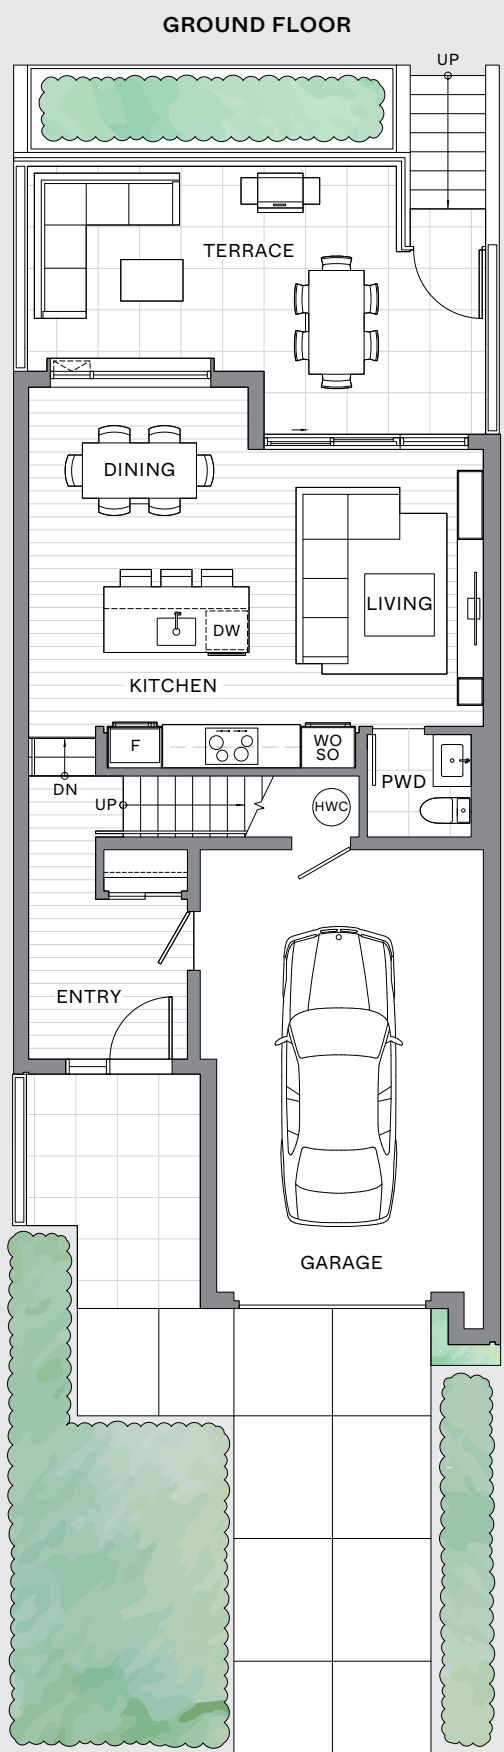 GROUND FLOOR
UP
TERRACE
DINING
LIVING
DW
KITCHEN
F
WO
SO
PWD
DN
UP
HWC
ENTRY
GARAGE